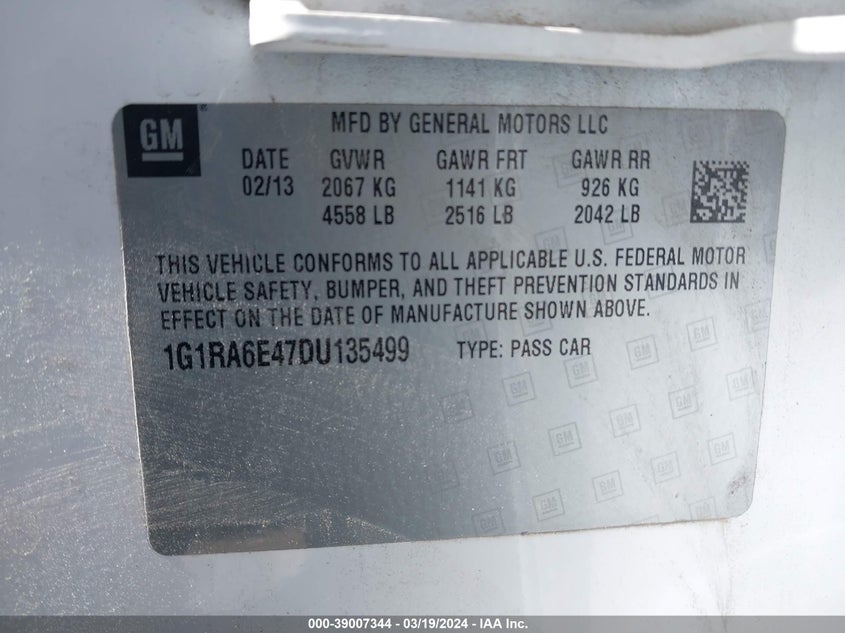 GM ®
MFD BY GENERAL MOTORS LLC
DATE GVWR GAWR FRT GAWR RR
02/13 2067 KG 1141 KG 926 KG
4558 LB 2516 LB 2042 LB
THIS VEHICLE CONFORMS TO ALL APPLICABLE U.S. FEDERAL MOTOR
VEHICLE SAFETY, BUMPER, AND THEFT PREVENTION STANDARDS IN
EFFECT ON THE DATE OF MANUFACTURE SHOWN ABOVE.
1G1RA6E47DU135499 TYPE: PASS CAR
000-39007344 / 03/19/2024 - IAA Inc.